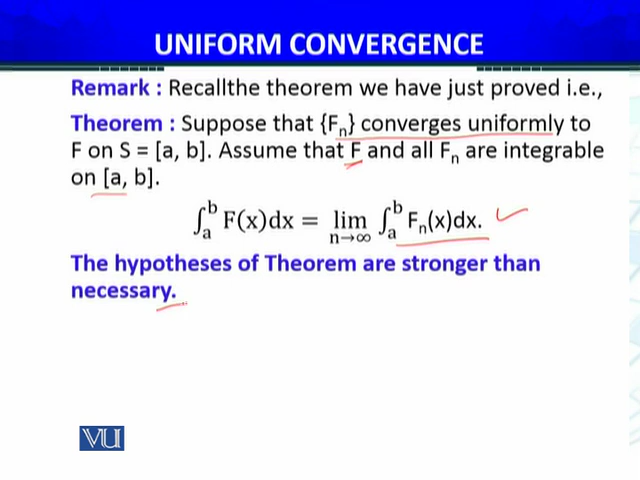 UNIFORM CONVERGENCE
Remark : Recallthe theorem we have just proved i.e.,
Theorem : Suppose that {Fₙ} converges uniformly to
F on S = [a, b]. Assume that F and all Fₙ are integrable
on [a, b].
∫ₐᵇ F(x)dx = lim_{n→∞} ∫ₐᵇ Fₙ(x)dx.
The hypotheses of Theorem are stronger than
necessary.
VU